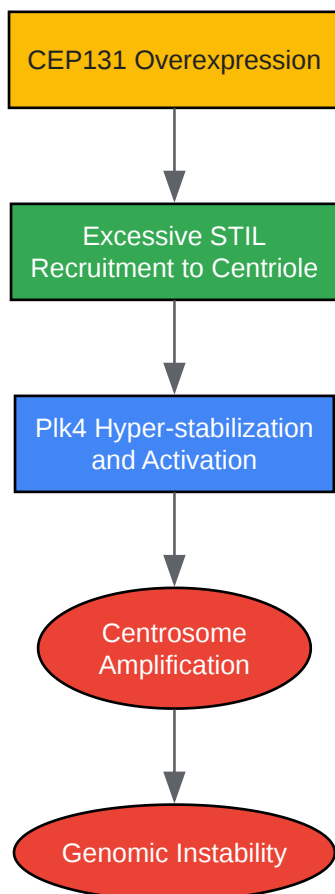 CEP131 Overexpression
Excessive STIL
Recruitment to Centriole
Plk4 Hyper-stabilization
and Activation
Centrosome
Amplification
Genomic Instability